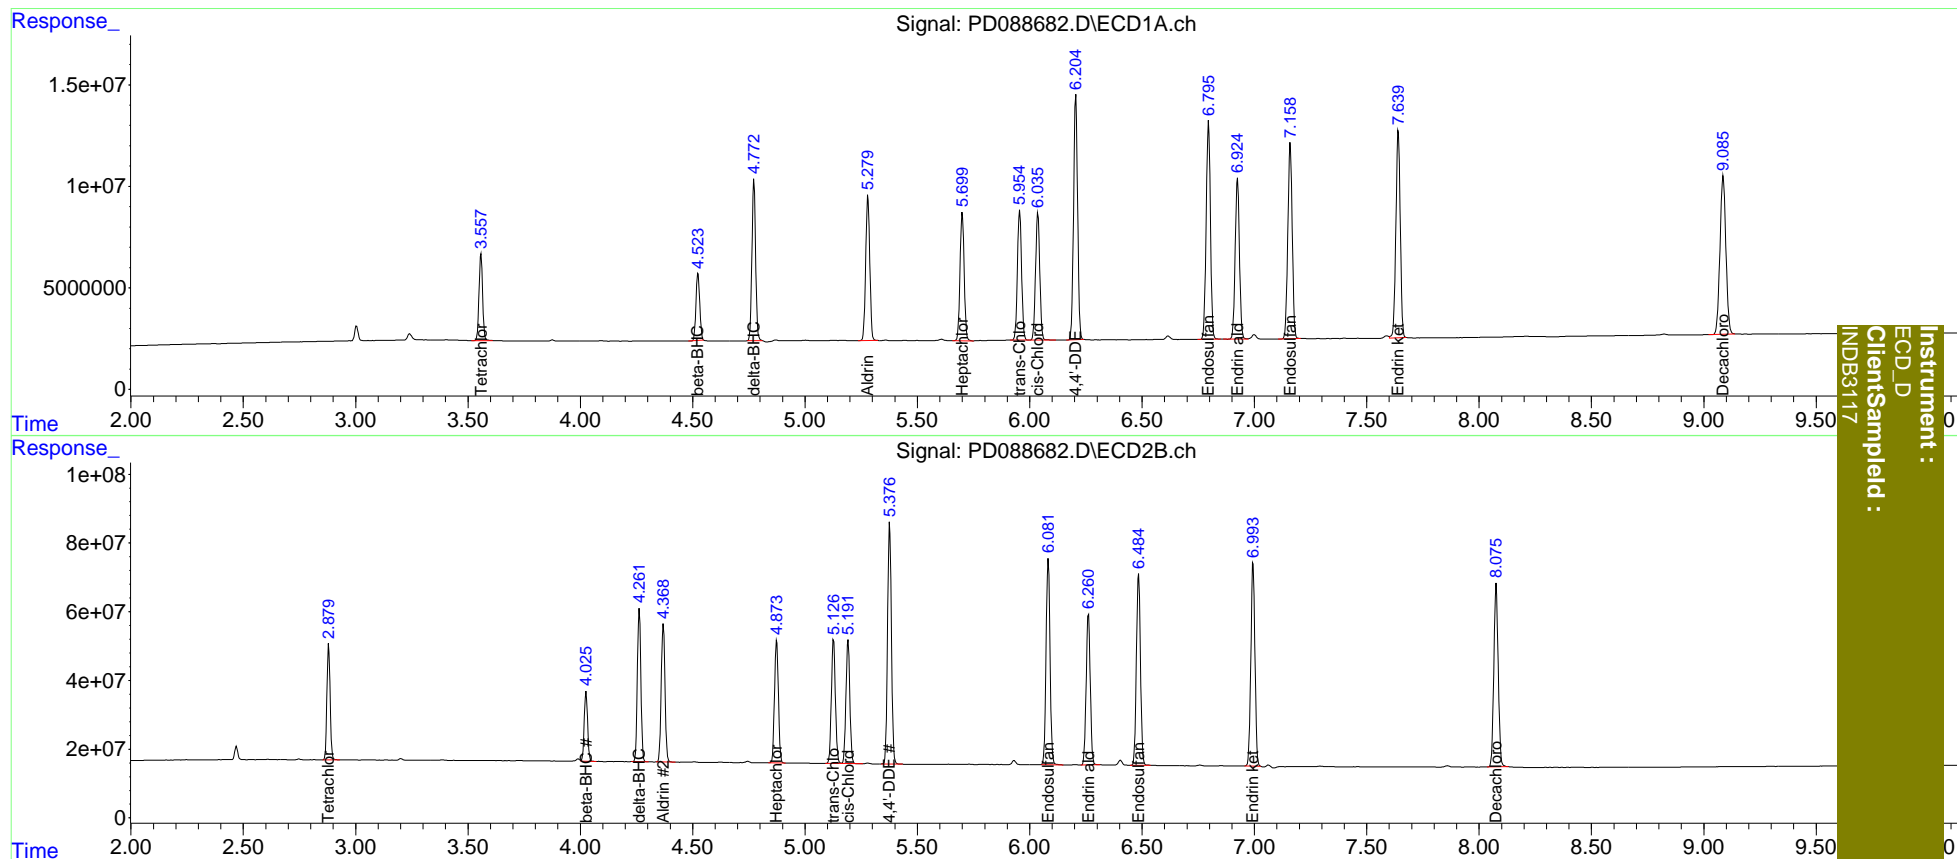 Response_
Signal: PD088682.D\ECD1A.ch
1.5e+07
1e+07
5000000
0
3.557
4.523
4.772
5.279
5.699
5.954
6.035
6.204
6.795
6.924
7.158
7.639
9.085
Tetrachlor
beta-BHC
delta-BHC
Aldrin
Heptachlor
trans-Chlo
cis-Chlord
Endosulfan
Endrin ald
Endosulfan
Endrin ket
Decachloro
Time
2.00 2.50 3.00 3.50 4.00 4.50 5.00 5.50 6.00 6.50 7.00 7.50 8.00 8.50 9.00 9.50
Response_
Signal: PD088682.D\ECD2B.ch
1e+08
8e+07
6e+07
4e+07
2e+07
0
2.879
4.025
4.261
4.368
4.873
5.126
5.191
5.376
6.081
6.260
6.484
6.993
8.075
Tetrachlor
beta-BHC #
delta-BHC
Aldrin #2
Heptachlor
trans-Chlo
cis-Chlord
4,4'-DDE #
Endosulfan
Endrin ald
Endosulfan
Endrin ket
Decachloro
Time
2.00 2.50 3.00 3.50 4.00 4.50 5.00 5.50 6.00 6.50 7.00 7.50 8.00 8.50 9.00 9.50
Instrument :
ECD_D
ClientSampleId :
INDB3117